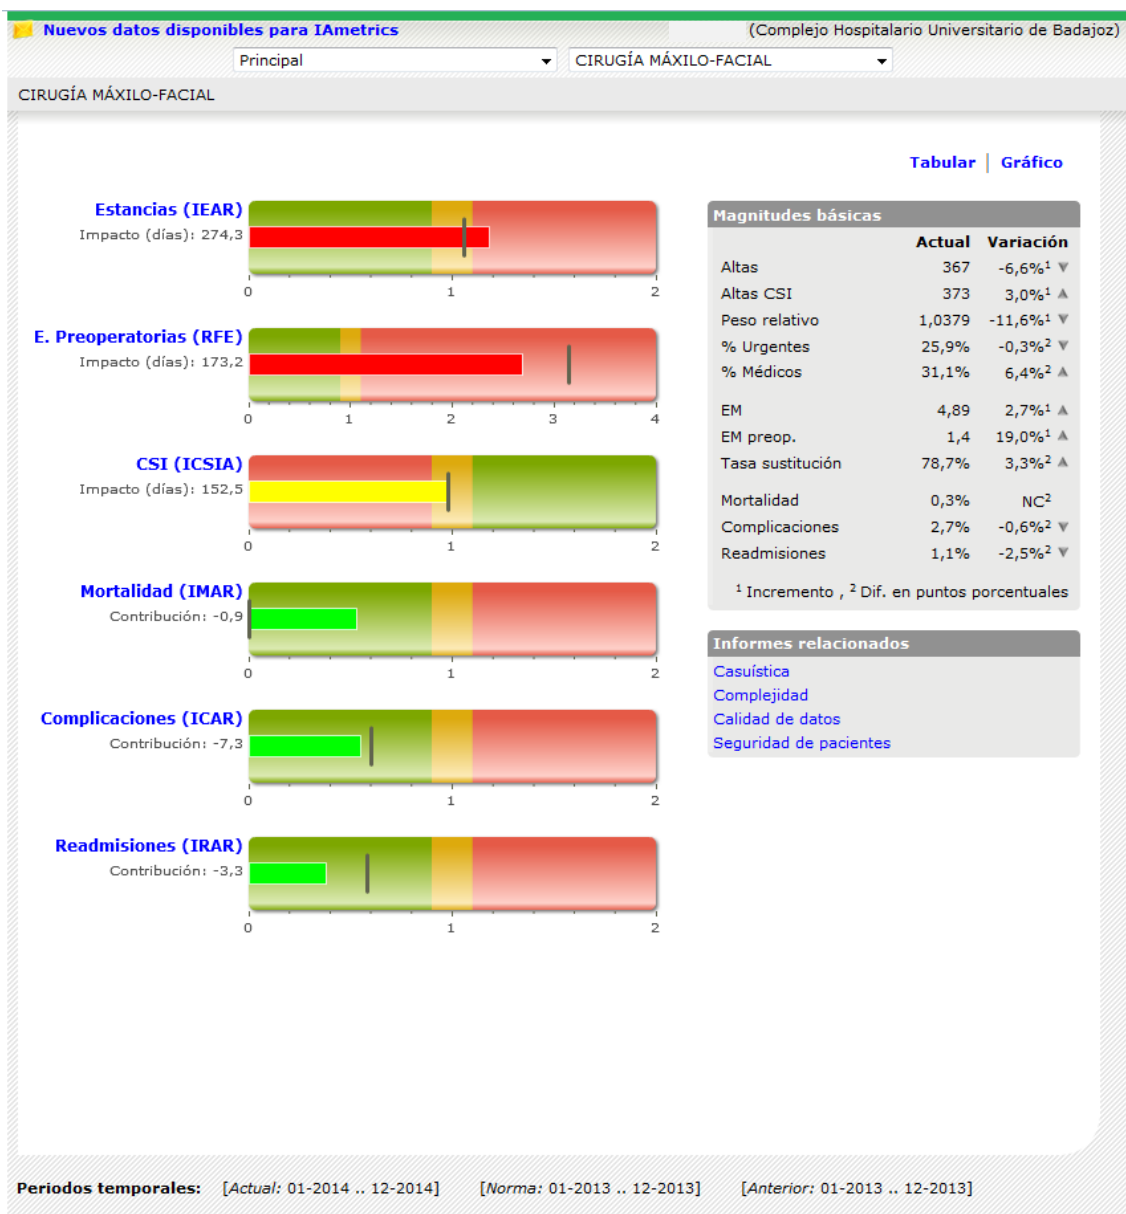 Nuevos datos disponibles para IAmetrics
(Complejo Hospitalario Universitario de Badajoz)
Principal
CIRUGÍA MÁXILO-FACIAL
CIRUGÍA MÁXILO-FACIAL
Tabular | Gráfico
Estancias (IEAR)
Impacto (días): 274,3
0 1 2
E. Preoperatorias (RFE)
Impacto (días): 173,2
0 1 2 3 4
CSI (ICSIA)
Impacto (días): 152,5
0 1 2
Mortalidad (IMAR)
Contribución: -0,9
0 1 2
Complicaciones (ICAR)
Contribución: -7,3
0 1 2
Readmisiones (IRAR)
Contribución: -3,3
0 1 2
Magnitudes básicas
Actual Variación
Altas 367 -6,6%¹
Altas CSI 373 3,0%¹
Peso relativo 1,0379 -11,6%¹
% Urgentes 25,9% -0,3%²
% Médicos 31,1% 6,4%²
EM 4,89 2,7%¹
EM preop. 1,4 19,0%¹
Tasa sustitución 78,7% 3,3%²
Mortalidad 0,3% NC²
Complicaciones 2,7% -0,6%²
Readmisiones 1,1% -2,5%²
¹ Incremento , ² Dif. en puntos porcentuales
Informes relacionados
Casuística
Complejidad
Calidad de datos
Seguridad de pacientes
Periodos temporales: [Actual: 01-2014 .. 12-2014] [Norma: 01-2013 .. 12-2013] [Anterior: 01-2013 .. 12-2013]